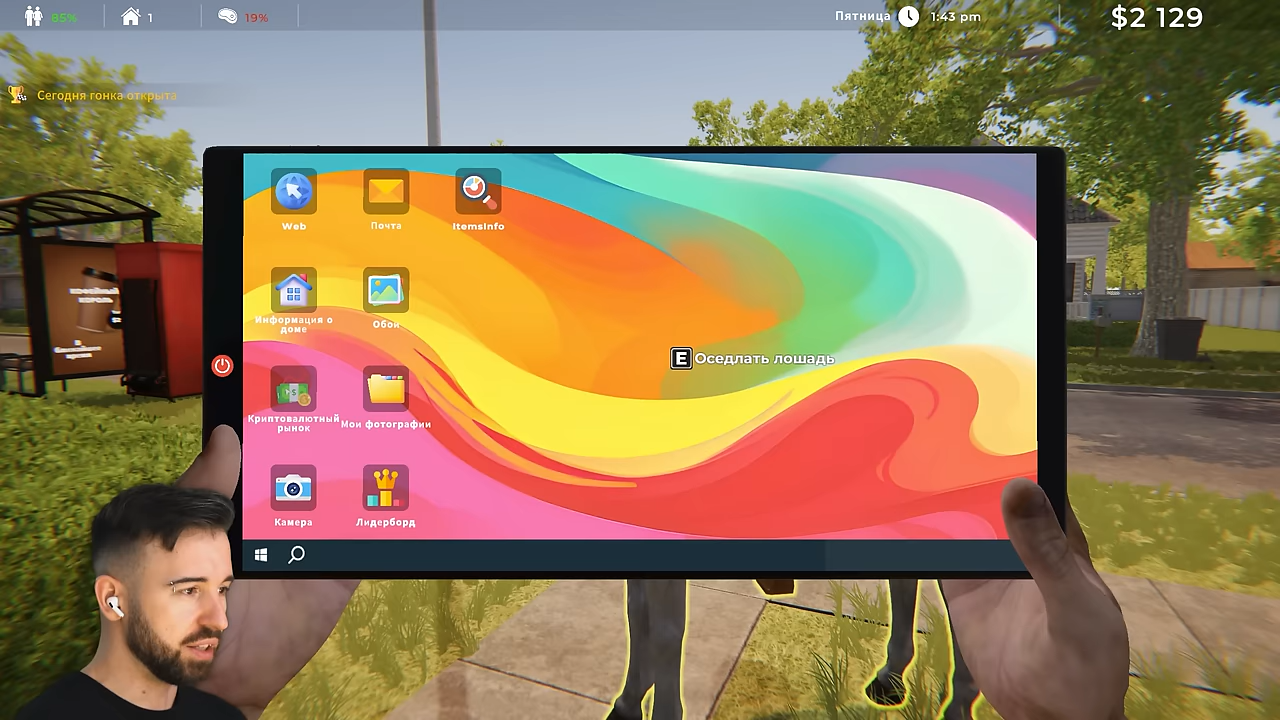 85%
1
19%
Пятница
1:43 pm
$2 129
Сегодня гонка открыта
Web
Почта
ItemsInfo
Информация о
доме
Обои
Криптовалютный
рынок
Мои фотографии
Камера
Лидерборд
E Оседлать лошадь